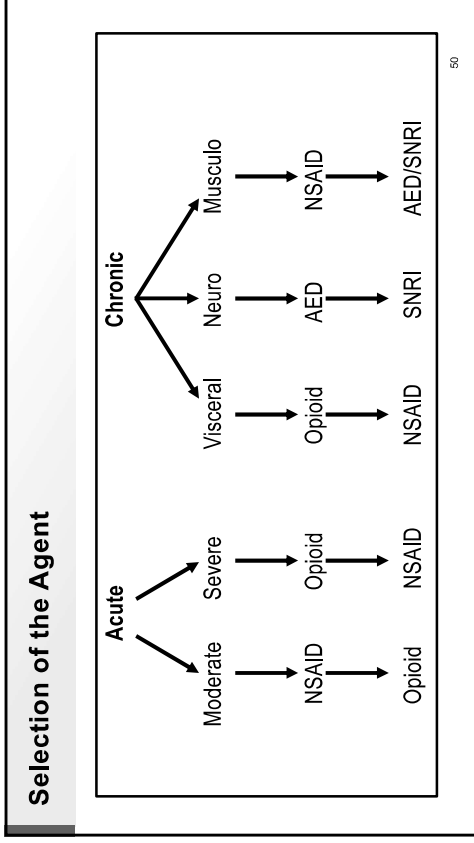 Selection of the Agent
Acute Chronic
Moderate Severe Visceral Neuro Musculo
NSAID Opioid Opioid AED NSAID
Opioid NSAID NSAID SNRI AED/SNRI
50